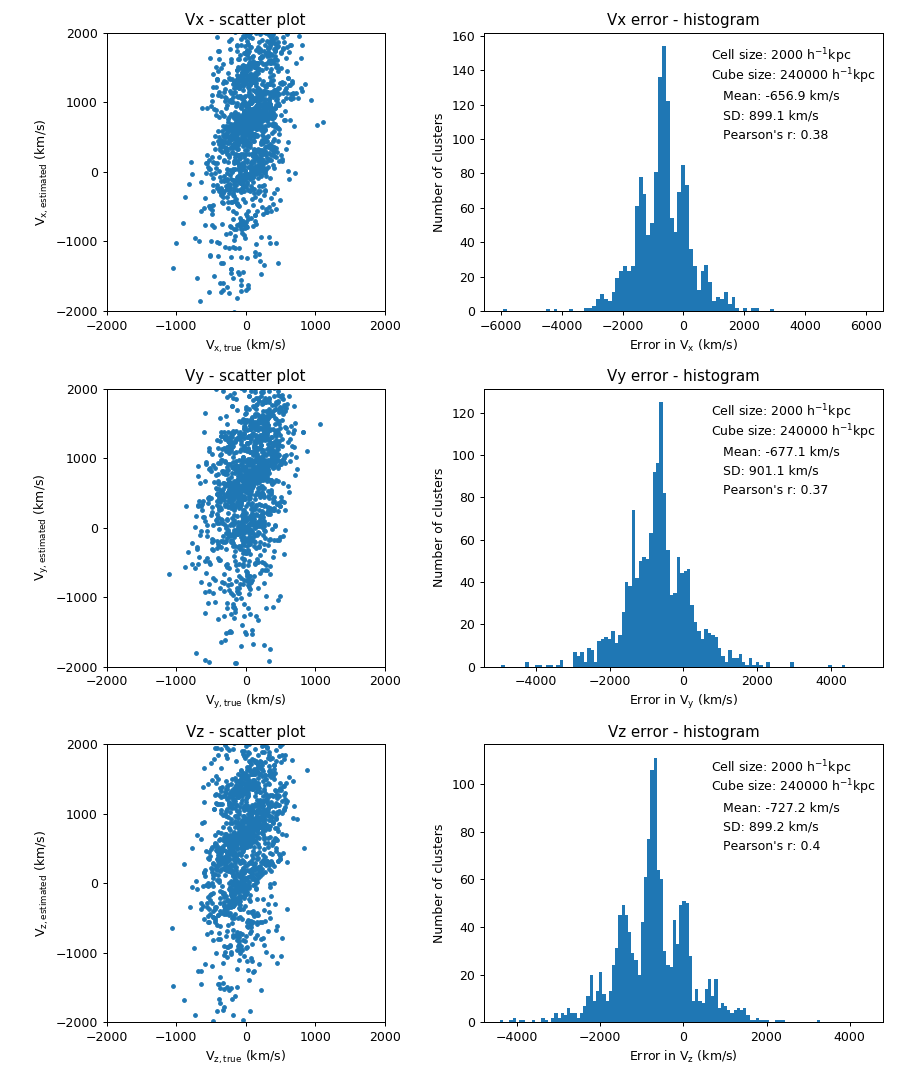 Vx - scatter plot
2000
1000
0
−1000
−2000
Vx, estimated (km/s)
−2000 −1000 0 1000 2000
Vx, true (km/s)
Vx error - histogram
160
140
120
100
80
60
40
20
0
Number of clusters
Cell size: 2000 h⁻¹kpc
Cube size: 240000 h⁻¹kpc
Mean: -656.9 km/s
SD: 899.1 km/s
Pearson's r: 0.38
−6000 −4000 −2000 0 2000 4000 6000
Error in Vx (km/s)
Vy - scatter plot
2000
1000
0
−1000
−2000
Vy, estimated (km/s)
−2000 −1000 0 1000 2000
Vy, true (km/s)
Vy error - histogram
120
100
80
60
40
20
0
Number of clusters
Cell size: 2000 h⁻¹kpc
Cube size: 240000 h⁻¹kpc
Mean: -677.1 km/s
SD: 901.1 km/s
Pearson's r: 0.37
−4000 −2000 0 2000 4000
Error in Vy (km/s)
Vz - scatter plot
2000
1000
0
−1000
−2000
Vz, estimated (km/s)
−2000 −1000 0 1000 2000
Vz, true (km/s)
Vz error - histogram
100
80
60
40
20
0
Number of clusters
Cell size: 2000 h⁻¹kpc
Cube size: 240000 h⁻¹kpc
Mean: -727.2 km/s
SD: 899.2 km/s
Pearson's r: 0.4
−4000 −2000 0 2000 4000
Error in Vz (km/s)